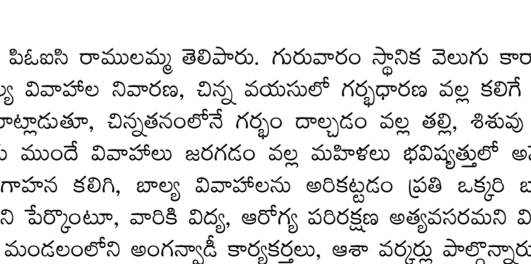 పిఓఐసి రాములమ్మ తెలిపారు. గురువారం స్థానిక వెలుగు
వివాహాల నివారణ, చిన్న వయసులో గర్భధారణ వల్ల కలిగే
చిన్నతనంలోనే గర్భం దాల్చడం వల్ల తల్లి, శిశువు
ముందే వివాహాలు జరగడం వల్ల మహిళలు భవిష్యత్తులో
కలిగి, బాల్య వివాహాలను అరికట్టడం ప్రతి ఒక్కరి
పేర్కొంటూ, వారికి విద్య, ఆరోగ్య పరిరక్షణ అత్యవసరమని
మండలంలోని అంగన్వాడీ కార్యకర్తలు, ఆశా వర్కర్లు పాల్గొన్నారు